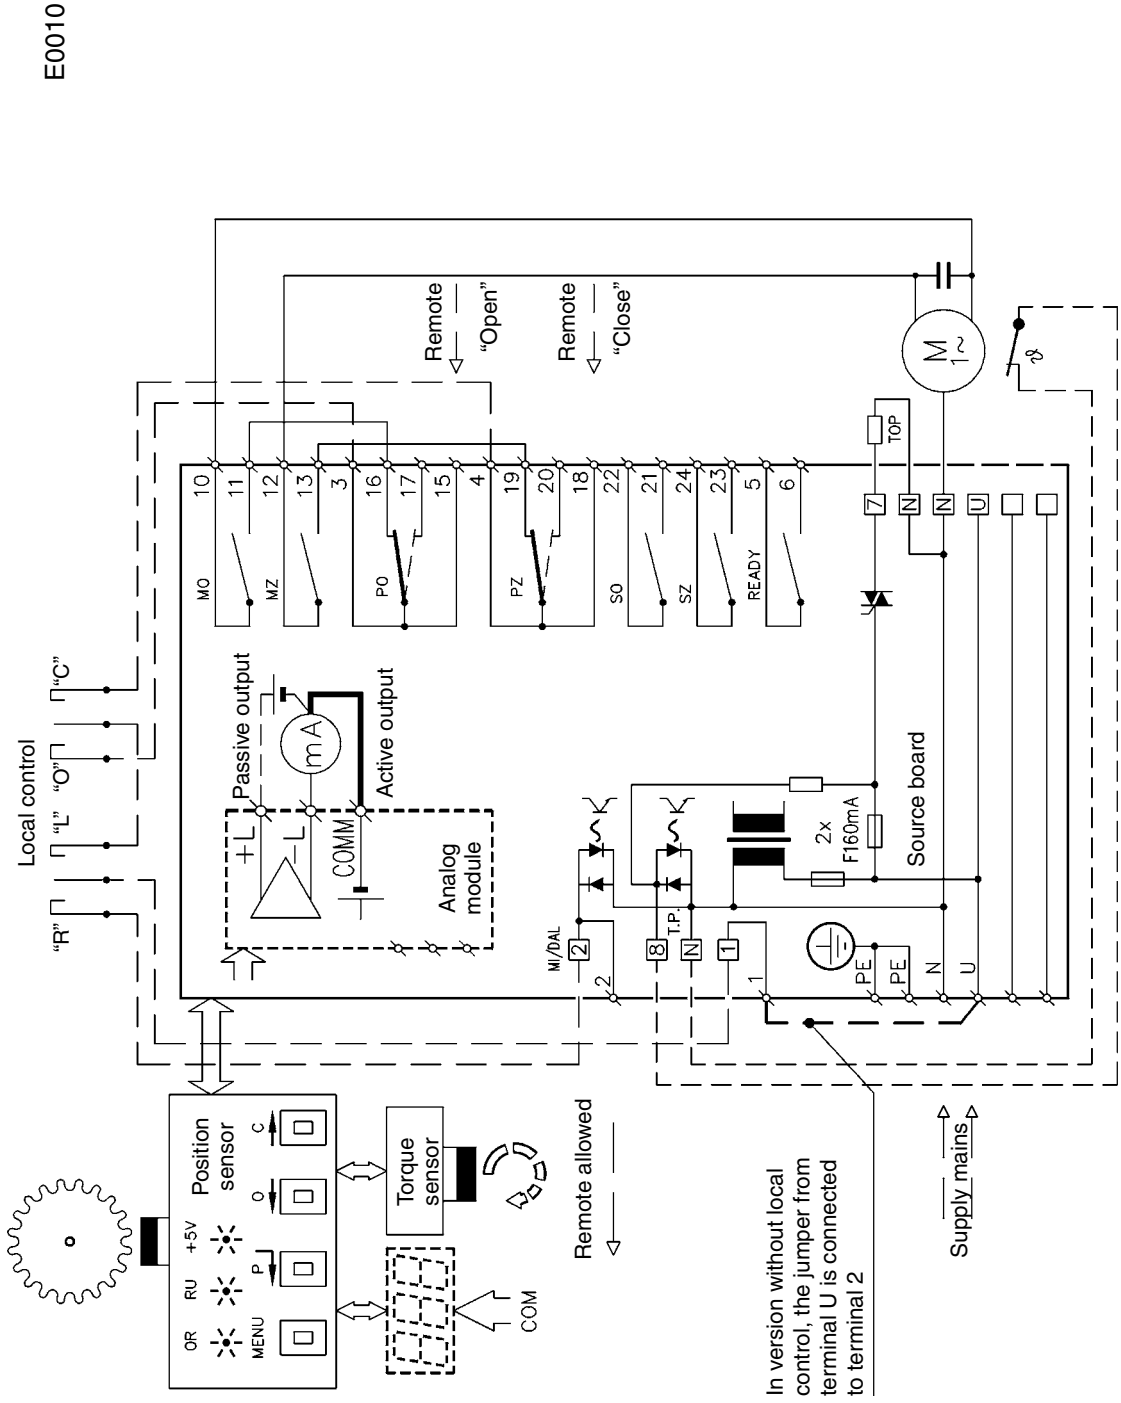 E0010
Local control
"R"
"L"
"O"
"C"
Remote
"Open"
Remote
"Close"
Passive output
Active output
mA
+L
-L
COMM
Analog
module
10
11
12
13
3
16
17
15
4
19
20
18
22
21
24
23
5
6
MO
MZ
PO
PZ
SO
SZ
READY
M
1~
ϑ
TOP
7
N
N
U
MI/DAL
2
2
8
T.P.
N
1
1
2x
F160mA
Source board
PE
PE
N
U
Position
sensor
+5V
RU
OR
C
O
P
MENU
Torque
sensor
COM
Remote allowed
Supply mains
In version without local
control, the jumper from
terminal U is connected
to terminal 2